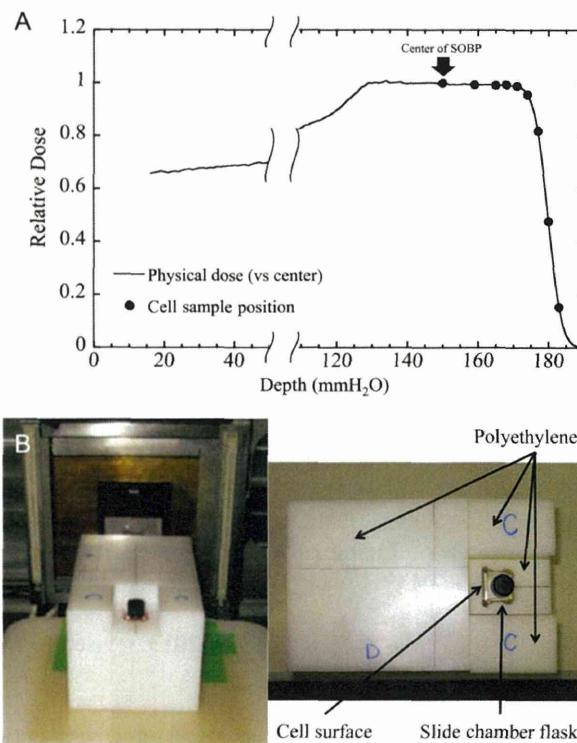 A
1.2
1
0.8
0.6
0.4
0.2
0
Relative Dose
Center of SOBP
Physical dose (vs center)
Cell sample position
0 20 40 120 140 160 180
Depth (mmH₂O)
B
Polyethylene
C
D
C
Cell surface
Slide chamber flask